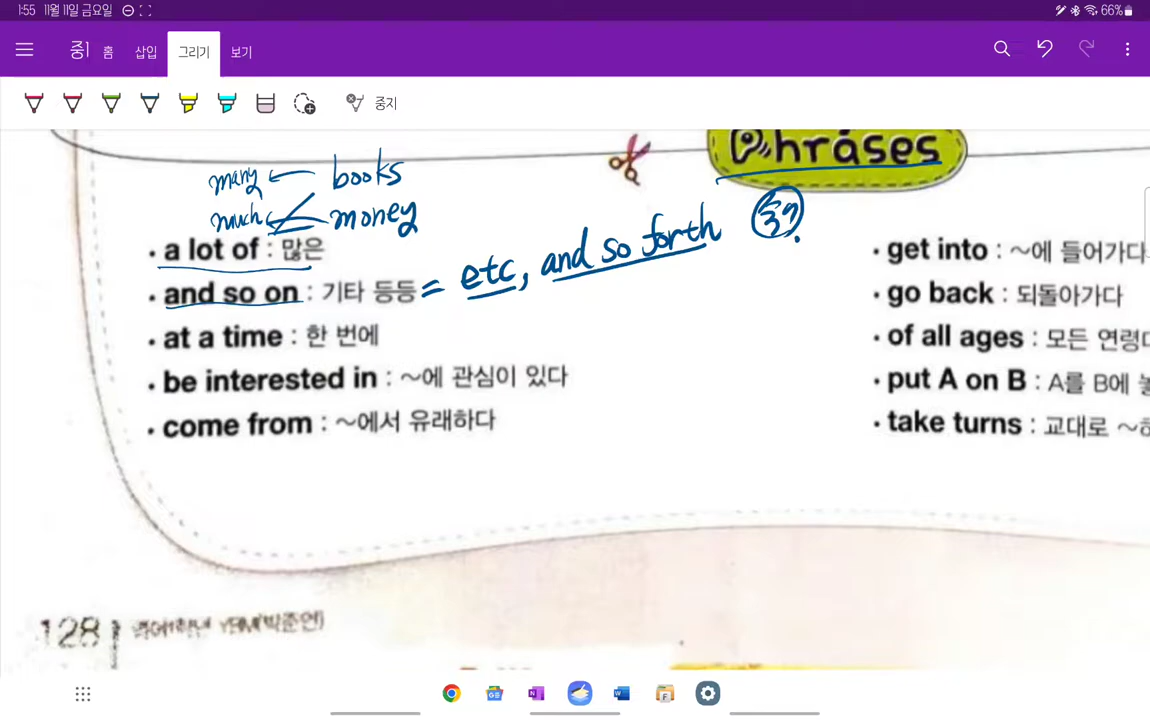 1:55 11월 11일 금요일 66%
중1 홈 삽입 그리기 보기
중지
Phrases
many books
much money
• a lot of : 많은
• and so on : 기타 등등 = etc, and so forth
• at a time : 한 번에
• be interested in : ~에 관심이 있다
• come from : ~에서 유래하다
• get into : ~에 들어가다
• go back : 되돌아가다
• of all ages : 모든 연령
• put A on B : A를 B에
• take turns : 교대로
128
YBM(박준언)